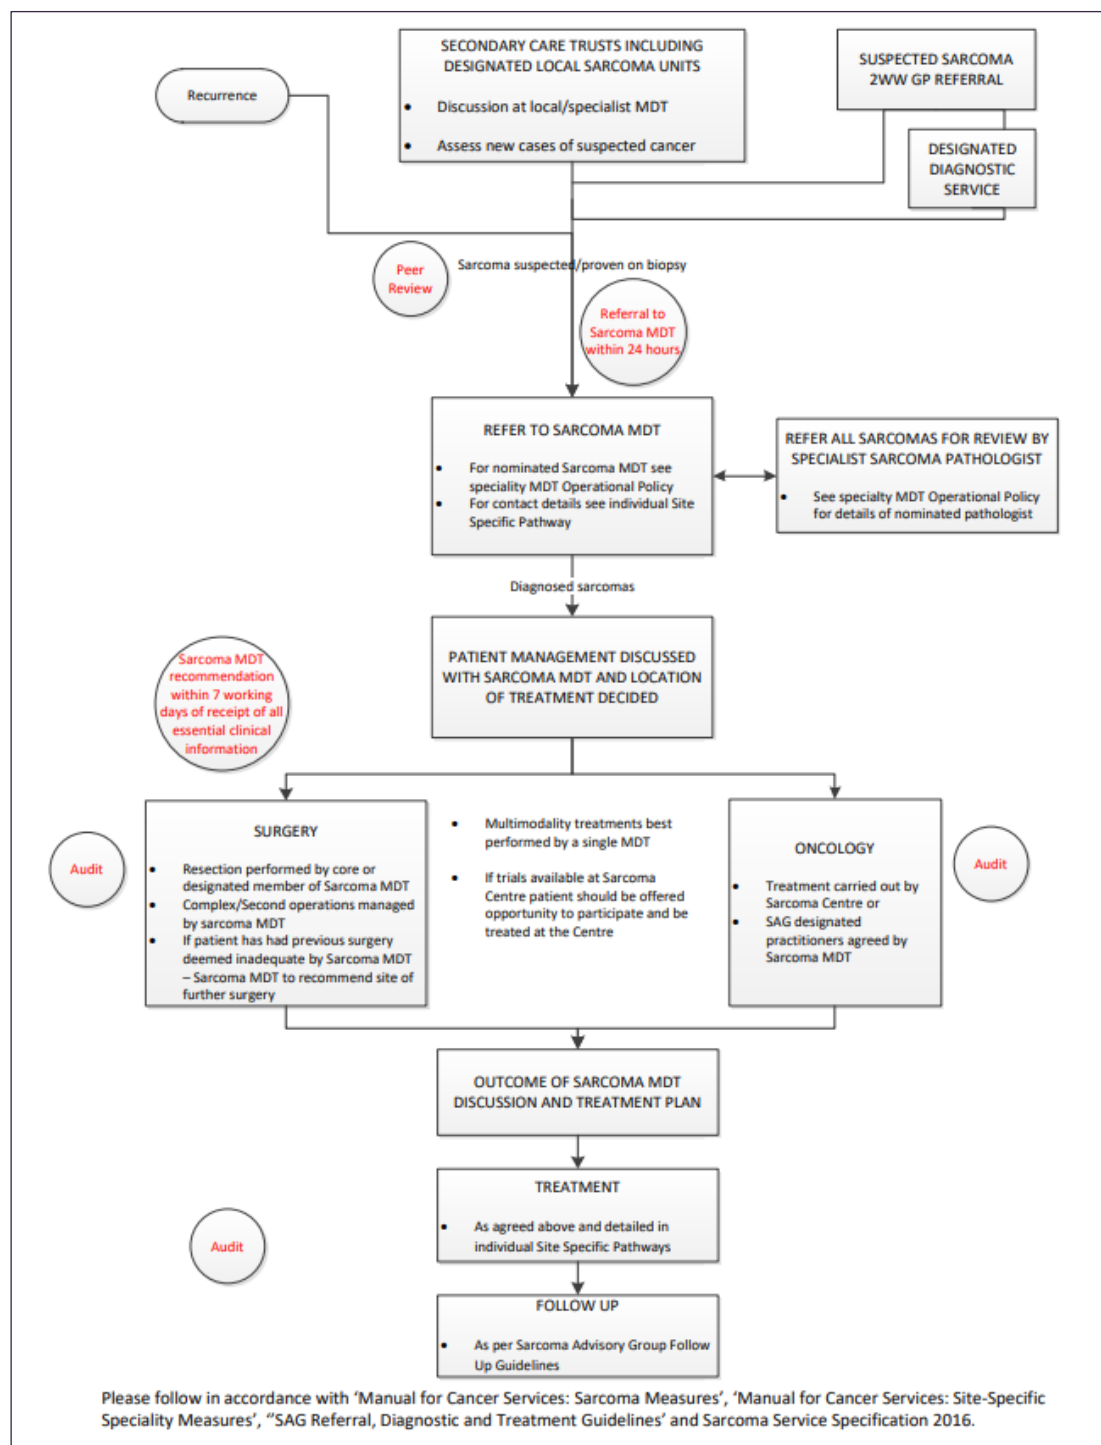 SECONDARY CARE TRUSTS INCLUDING
DESIGNATED LOCAL SARCOMA UNITS
• Discussion at local/specialist MDT
• Assess new cases of suspected cancer
SUSPECTED SARCOMA
2WW GP REFERRAL
Recurrence
DESIGNATED
DIAGNOSTIC
SERVICE
Peer
Review
Sarcoma suspected/proven on biopsy
Referral to
Sarcoma MDT
within 24 hours
REFER TO SARCOMA MDT
• For nominated Sarcoma MDT see
speciality MDT Operational Policy
• For contact details see individual Site
Specific Pathway
REFER ALL SARCOMAS FOR REVIEW BY
SPECIALIST SARCOMA PATHOLOGIST
• See specialty MDT Operational Policy
for details of nominated pathologist
Diagnosed sarcomas
PATIENT MANAGEMENT DISCUSSED
WITH SARCOMA MDT AND LOCATION
OF TREATMENT DECIDED
Sarcoma MDT
recommendation
within 7 working
days of receipt of all
essential clinical
information
Audit
SURGERY
• Resection performed by core or
designated member of Sarcoma MDT
• Complex/Second operations managed
by sarcoma MDT
• If patient has had previous surgery
deemed inadequate by Sarcoma MDT
– Sarcoma MDT to recommend site of
further surgery
• Multimodality treatments best
performed by a single MDT
• If trials available at Sarcoma
Centre patient should be offered
opportunity to participate and be
treated at the Centre
ONCOLOGY
• Treatment carried out by
Sarcoma Centre or
• SAG designated
practitioners agreed by
Sarcoma MDT
Audit
OUTCOME OF SARCOMA MDT
DISCUSSION AND TREATMENT PLAN
TREATMENT
• As agreed above and detailed in
individual Site Specific Pathways
Audit
FOLLOW UP
• As per Sarcoma Advisory Group Follow
Up Guidelines
Please follow in accordance with ‘Manual for Cancer Services: Sarcoma Measures’, ‘Manual for Cancer Services: Site-Specific
Speciality Measures’, ‘’SAG Referral, Diagnostic and Treatment Guidelines’ and Sarcoma Service Specification 2016.